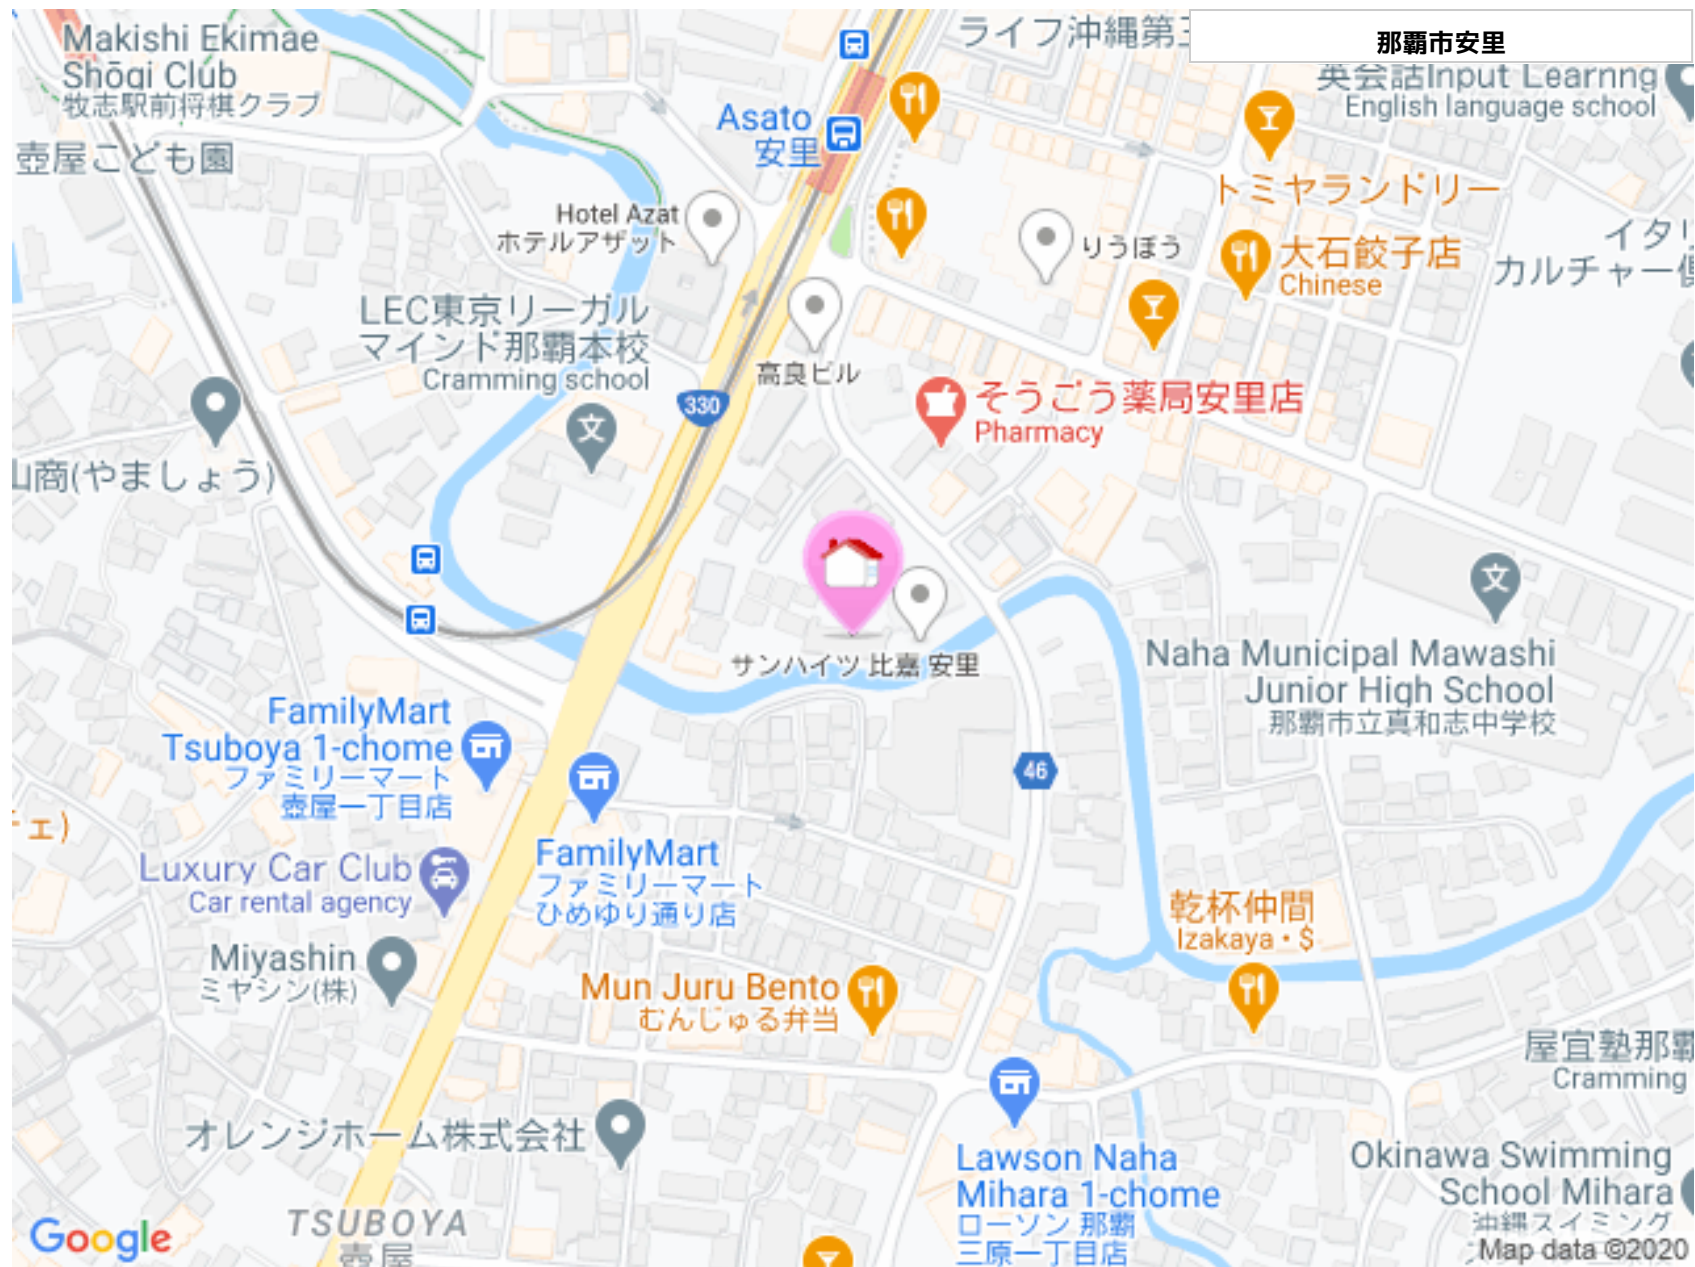 那覇市安里
ライフ沖縄第三
Makishi Ekimae
Shōgi Club
牧志駅前将棋クラブ
英会話Input Learnng
English language school
Asato
安里
壺屋こども園
トミヤランドリー
Hotel Azat
ホテルアザット
りうぼう
大石餃子店
Chinese
イタリ
カルチャー倶
LEC東京リーガル
マインド那覇本校
Cramming school
高良ビル
330
そうごう薬局安里店
Pharmacy
山商(やましょう)
サンハイツ 比嘉 安里
Naha Municipal Mawashi
Junior High School
那覇市立真和志中学校
FamilyMart
Tsuboya 1-chome
ファミリーマート
壺屋一丁目店
46
チェ)
FamilyMart
ファミリーマート
ひめゆり通り店
Luxury Car Club
Car rental agency
乾杯仲間
Izakaya・$
Miyashin
ミヤシン(株)
Mun Juru Bento
むんじゅる弁当
屋宜塾那覇
Cramming
オレンジホーム株式会社
Lawson Naha
Mihara 1-chome
ローソン 那覇
三原一丁目店
Okinawa Swimming
School Mihara
沖縄スイミング
TSUBOYA
壺屋
Google
Map data ©2020